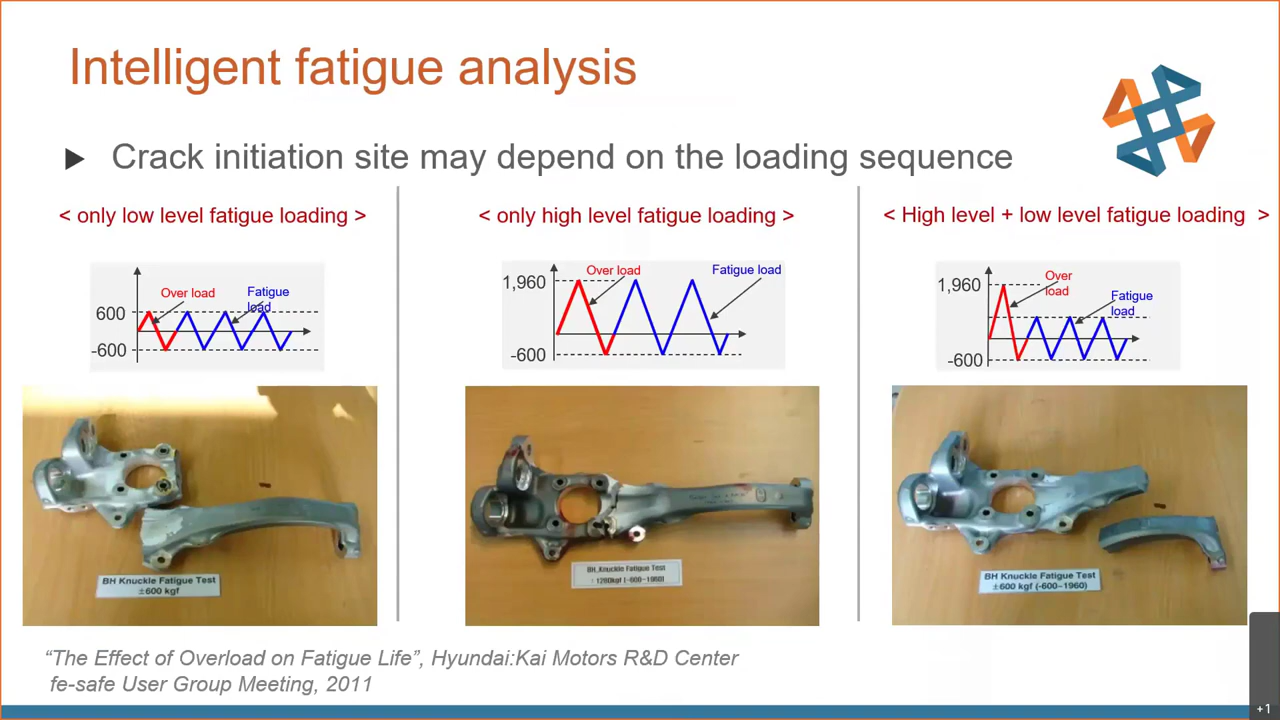 Intelligent fatigue analysis
► Crack initiation site may depend on the loading sequence
< only low level fatigue loading >
Over load
Fatigue
load
600
-600
BH Knuckle Fatigue Test
±600 kgf
< only high level fatigue loading >
1,960
Over load
Fatigue load
-600
BH_Knuckle Fatigue Test
(-600~1960)
< High level + low level fatigue loading >
1,960
Over
load
Fatigue
load
-600
BH Knuckle Fatigue Test
±600 kgf (-600~1960)
“The Effect of Overload on Fatigue Life”, Hyundai:Kai Motors R&D Center
fe-safe User Group Meeting, 2011
+1